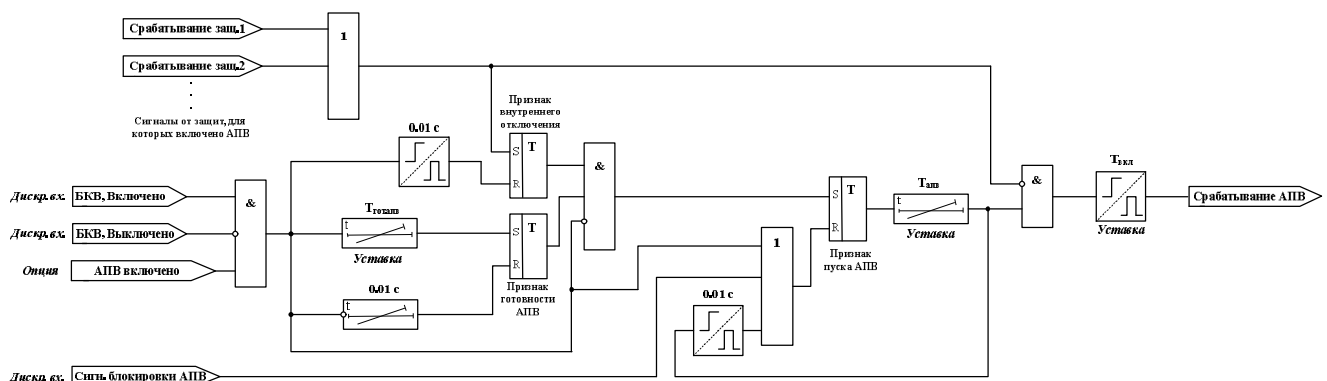 Срабатывание защ.1
1
Срабатывание защ.2
Сигналы от защит, для
которых включено АПВ
Признак
внутреннего
отключения
0.01 с
S T
R
&
Дискр. вх. БКВ, Включено
&
Дискр. вх. БКВ, Выключено
Опция АПВ включено
Tготапв
t
Уставка
S T
R
Признак
готовности
АПВ
0.01 с
t
S T
R
Признак
пуска АПВ
1
0.01 с
Tапв
t
Уставка
&
Tвкл
Уставка
Срабатывание АПВ
Дискр. вх. Сигн. блокировки АПВ